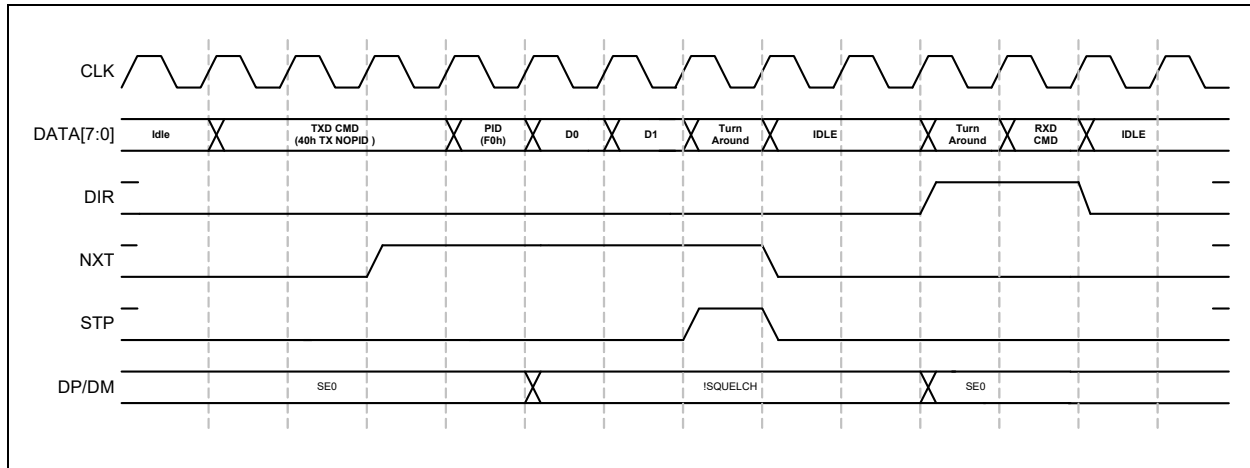 CLK
DATA[7:0]
Idle
TXD CMD
(40h TX NOPID )
PID
(F0h)
D0
D1
Turn
Around
IDLE
Turn
Around
RXD
CMD
IDLE
DIR
NXT
STP
DP/DM
SE0
!SQUELCH
SE0